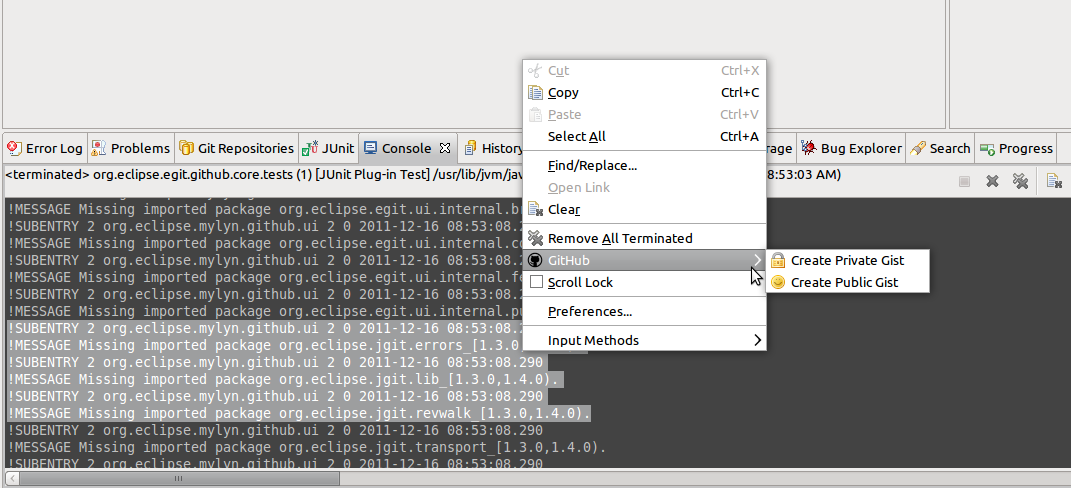 Cut Ctrl+X
Copy Ctrl+C
Paste Ctrl+V
Select All Ctrl+A
Find/Replace...
Open Link
Clear
Remove All Terminated
GitHub
Scroll Lock
Preferences...
Input Methods
Create Private Gist
Create Public Gist
Error Log Problems Git Repositories JUnit Console History Bug Explorer Search Progress
<terminated> org.eclipse.egit.github.core.tests (1) [JUnit Plug-in Test] /usr/lib/jvm/jav 8:53:03 AM)
!MESSAGE Missing imported package org.eclipse.egit.ui.internal.b
!SUBENTRY 2 org.eclipse.mylyn.github.ui 2 0 2011-12-16 08:53:08.
!MESSAGE Missing imported package org.eclipse.egit.ui.internal.co
!SUBENTRY 2 org.eclipse.mylyn.github.ui 2 0 2011-12-16 08:53:08.
!MESSAGE Missing imported package org.eclipse.egit.ui.internal.fe
!SUBENTRY 2 org.eclipse.mylyn.github.ui 2 0 2011-12-16 08:53:08.
!MESSAGE Missing imported package org.eclipse.egit.ui.internal.pu
!SUBENTRY 2 org.eclipse.mylyn.github.ui 2 0 2011-12-16 08:53:08.
!MESSAGE Missing imported package org.eclipse.jgit.errors_[1.3.0
!SUBENTRY 2 org.eclipse.mylyn.github.ui 2 0 2011-12-16 08:53:08.290
!MESSAGE Missing imported package org.eclipse.jgit.lib_[1.3.0,1.4.0).
!SUBENTRY 2 org.eclipse.mylyn.github.ui 2 0 2011-12-16 08:53:08.290
!MESSAGE Missing imported package org.eclipse.jgit.revwalk_[1.3.0,1.4.0).
!SUBENTRY 2 org.eclipse.mylyn.github.ui 2 0 2011-12-16 08:53:08.290
!MESSAGE Missing imported package org.eclipse.jgit.transport_[1.3.0,1.4.0).
!SUBENTRY 2 org.eclipse.mylyn.github.ui 2 0 2011-12-16 08:53:08.290